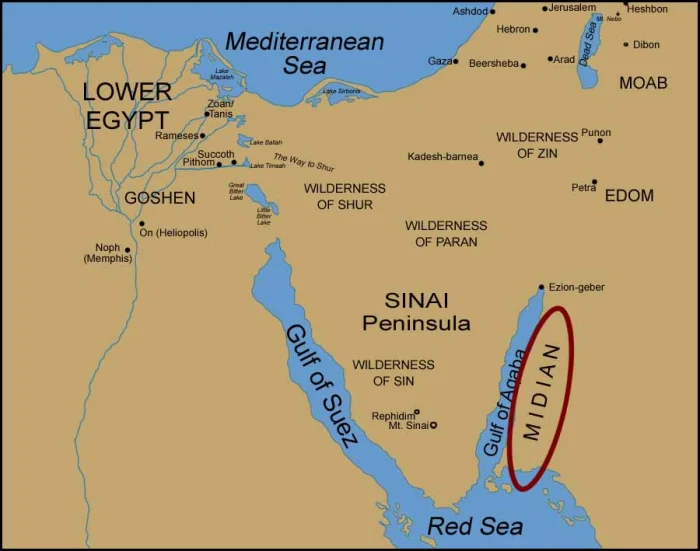 Ashdod
Jerusalem
Mt. Nebo
Heshbon
Hebron
Dead Sea
Dibon
Mediterranean
Sea
Gaza
Beersheba
Arad
MOAB
Lake
Manzaleh
LOWER
EGYPT
Zoan/
Tanis
Lake Sirbonis
Rameses
Lake Ballah
WILDERNESS
OF ZIN
Punon
Succoth
Pithom
Lake Timsah
The Way to Shur
Kadesh-barnea
GOSHEN
Great
Bitter
Lake
Little
Bitter
Lake
WILDERNESS
OF SHUR
Petra
EDOM
On (Heliopolis)
WILDERNESS
OF PARAN
Noph
(Memphis)
Ezion-geber
SINAI
Peninsula
Gulf of Suez
WILDERNESS
OF SIN
Gulf of Aqaba
MIDIAN
Rephidim
Mt. Sinai
Red Sea